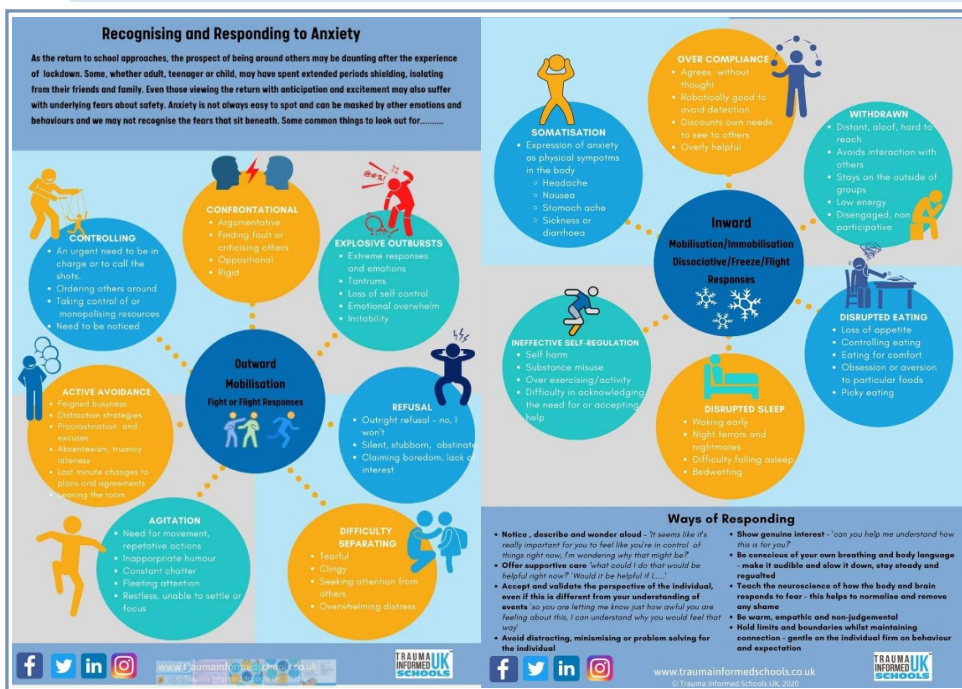 Recognising and Responding to Anxiety
As the return to school approaches, the prospect of being around others may be daunting after the experience
of lockdown. Some, whether adult, teenager or child, may have spent extended periods shielding, isolating
from their friends and family. Even those viewing the return with anticipation and excitement may also suffer
with underlying fears about safety. Anxiety is not always easy to spot and can be masked by other emotions and
behaviours and we may not recognise the fears that sit beneath. Some common things to look out for..........
CONTROLLING
• An urgent need to be in
charge or to call the
shots.
• Ordering others around
• Taking control of or
monopolising resources
• Need to be noticed
CONFRONTATIONAL
• Argumentative
• Finding fault or
criticising others
• Oppositional
• Rigid
@#!
EXPLOSIVE OUTBURSTS
• Extreme responses
and emotions
• Tantrums
• Loss of self control
• Emotional overwhelm
• Irritability
ACTIVE AVOIDANCE
• Feigned busyness
• Distraction strategies
• Procrastination and
excuses
• Absenteeism, truancy
lateness
• Last minute changes to
plans and agreements
• Leaving the room
Outward
Mobilisation
Fight or Flight Responses
REFUSAL
• Outright refusal - no, I
won't
• Silent, stubborn, obstinate
• Claiming boredom, lack of
interest
AGITATION
• Need for movement,
repetative actions
• Inapporpriate humour
• Constant chatter
• Fleeting attention
• Restless, unable to settle or
focus
DIFFICULTY
SEPARATING
• Tearful
• Clingy
• Seeking attention from
others
• Overwhelming distress
www.traumainformedschools.co.uk
© Trauma Informed Schools
TRAUMA
INFORMED UK
SCHOOLS
SOMATISATION
• Expression of anxiety
as physical sympotms
in the body
○ Headache
○ Nausea
○ Stomach ache
○ Sickness or
diarrhoea
OVER COMPLIANCE
• Agrees without
thought
• Robotically good to
avoid detection
• Discounts own needs
to see to others
• Overly helpful
WITHDRAWN
• Distant, aloof, hard to
reach
• Avoids interaction with
others
• Stays on the outside of
groups
• Low energy
• Disengaged, non
participative
Inward
Mobilisation/Immobilisation
Dissociative/Freeze/Flight
Responses
INEFFECTIVE SELF-REGULATION
• Self harm
• Substance misuse
• Over exercising/activity
• Difficulty in acknowledging
the need for or accepting
help
DISRUPTED SLEEP
• Waking early
• Night terrors and
nightmares
• Difficulty falling asleep
• Bedwetting
DISRUPTED EATING
• Loss of appetite
• Controlling eating
• Eating for comfort
• Obsession or aversion
to particular foods
• Picky eating
Ways of Responding
• Notice , describe and wonder aloud - 'It seems like it's
really important for you to feel like you're in control of
things right now, I'm wondering why that might be?'
• Offer supportive care 'what could I do that would be
helpful right now?' 'Would it be helpful if I.....'
• Accept and validate the perspective of the individual,
even if this is different from your understanding of
events 'so you are letting me know just how awful you are
feeling about this, I can understand why you would feel that
way'
• Avoid distracting, minismising or problem solving for
the individual
• Show genuine interest - 'can you help me understand how
this is for you?'
• Be conscious of your own breathing and body language
- make it audible and slow it down, stay steady and
regualted
• Teach the neuroscience of how the body and brain
responds to fear - this helps to normalise and remove
any shame
• Be warm, empathic and non-judgemental
• Hold limits and boundaries whilst maintaining
connection - gentle on the individual firm on behaviour
and expectation
www.traumainformedschools.co.uk
© Trauma Informed Schools UK, 2020
TRAUMA
INFORMED UK
SCHOOLS